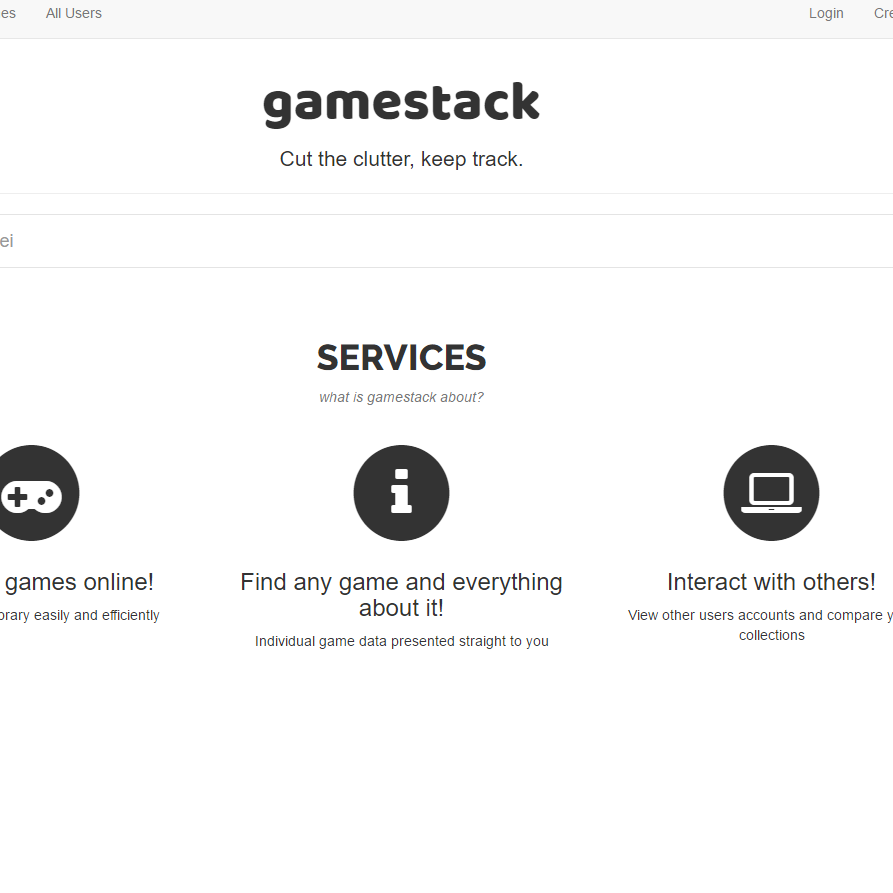 es All Users Login Cre
gamestack
Cut the clutter, keep track.
ei
SERVICES
what is gamestack about?
games online!
Find any game and everything
about it!
Interact with others!
orary easily and efficiently
Individual game data presented straight to you
View other users accounts and compare y
collections